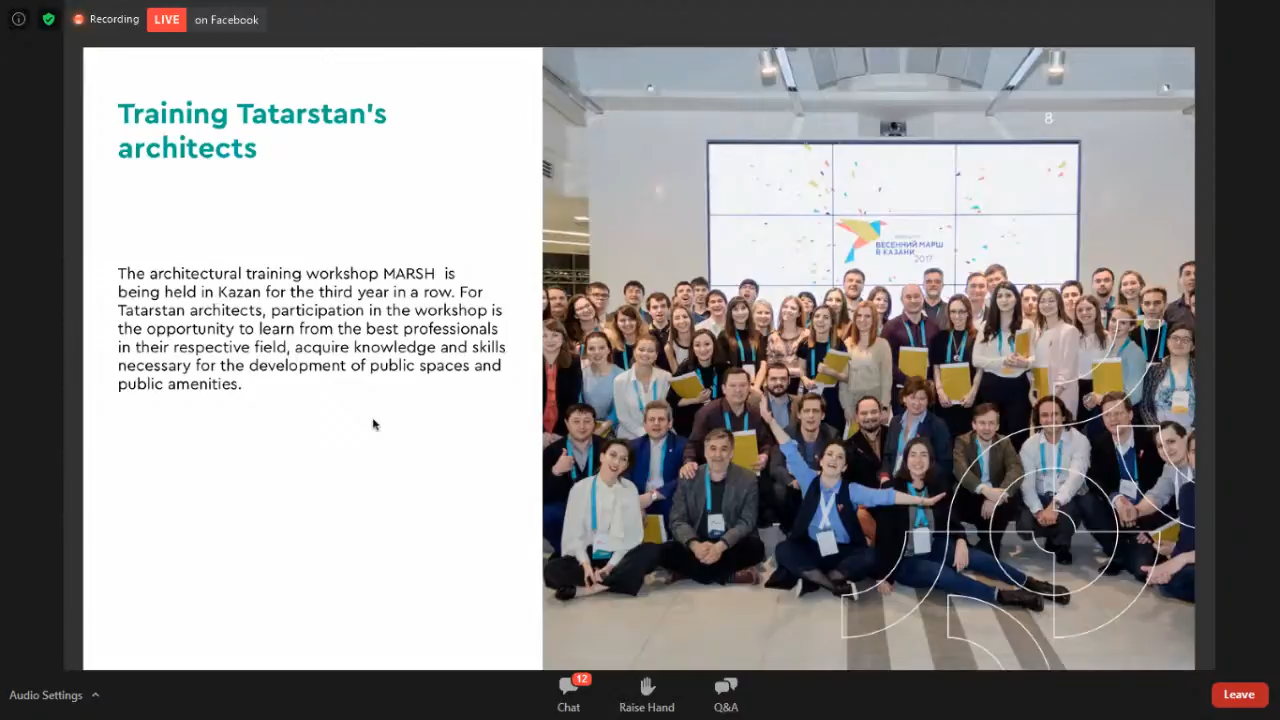 Recording
LIVE
on Facebook
Training Tatarstan's
architects
The architectural training workshop MARSH is
being held in Kazan for the third year in a row. For
Tatarstan architects, participation in the workshop is
the opportunity to learn from the best professionals
in their respective field, acquire knowledge and skills
necessary for the development of public spaces and
public amenities.
8
ВЕСЕННИЙ МАРШ
В КАЗАНИ
2017
Audio Settings
12
Chat
Raise Hand
Q&A
Leave